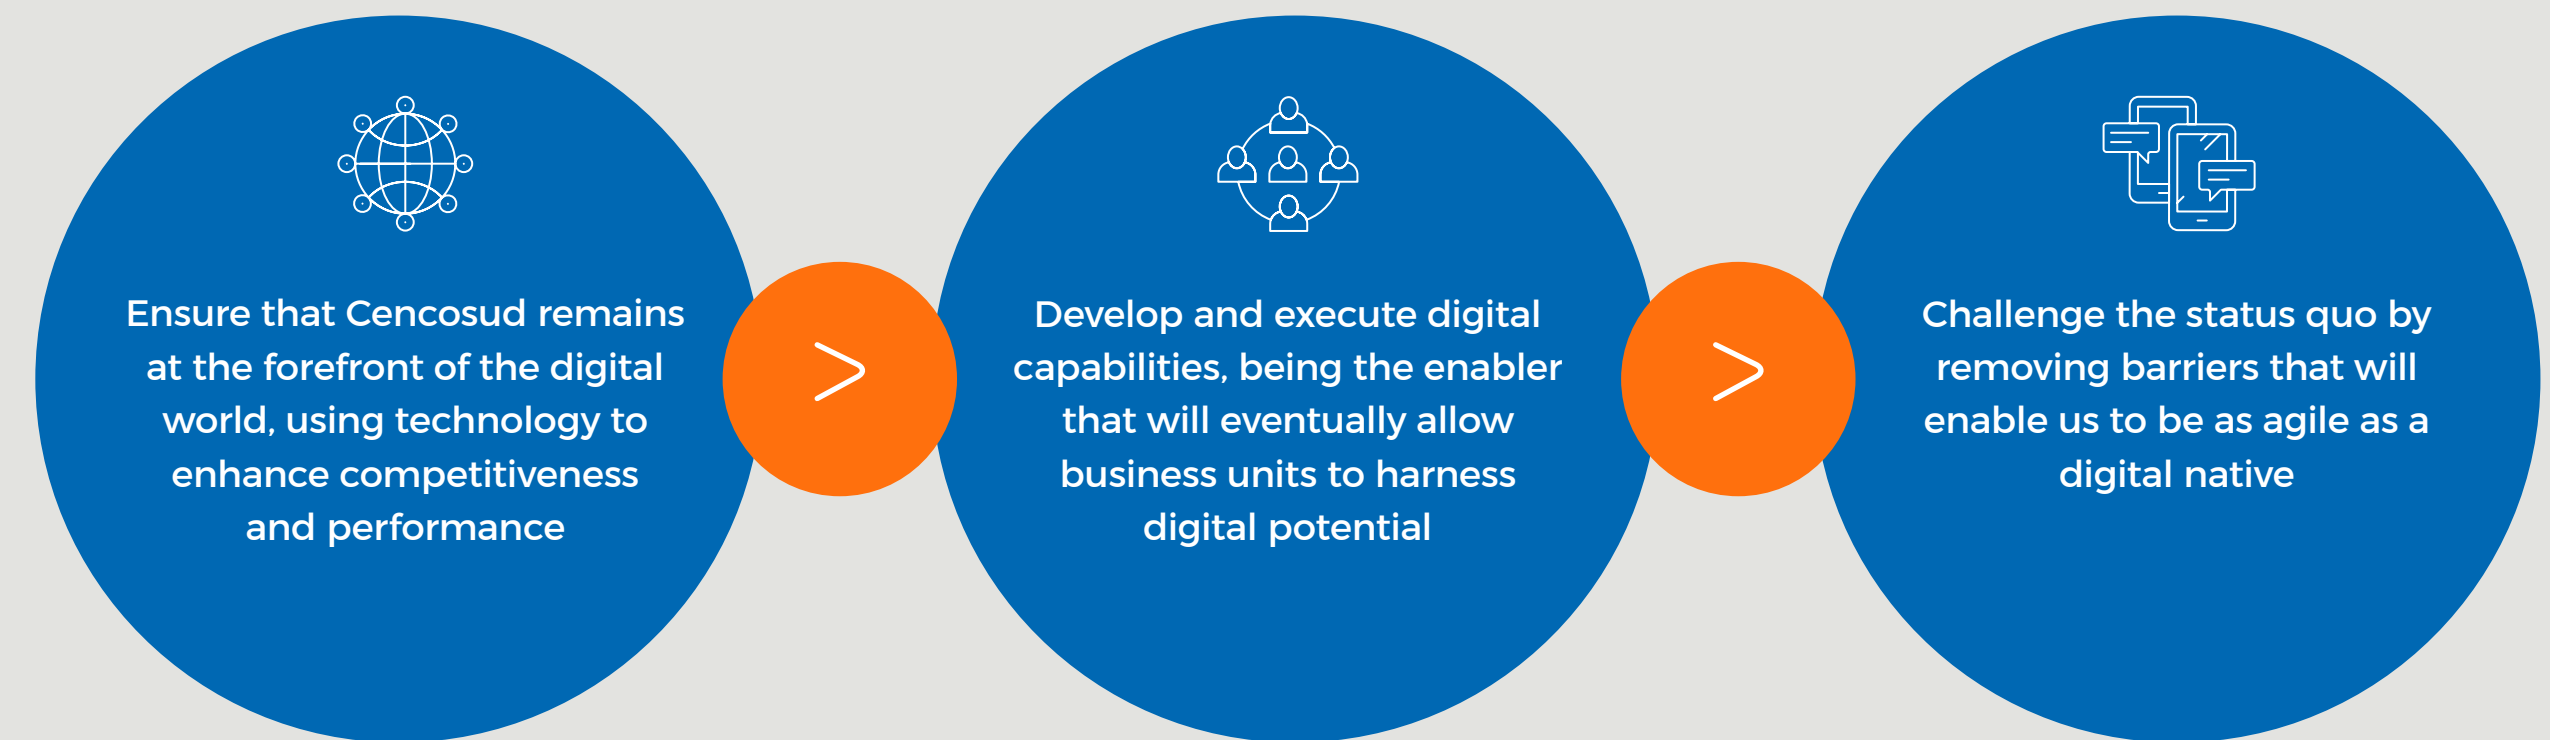 Ensure that Cencosud remains
at the forefront of the digital
world, using technology to
enhance competitiveness
and performance
>
Develop and execute digital
capabilities, being the enabler
that will eventually allow
business units to harness
digital potential
>
Challenge the status quo by
removing barriers that will
enable us to be as agile as a
digital native